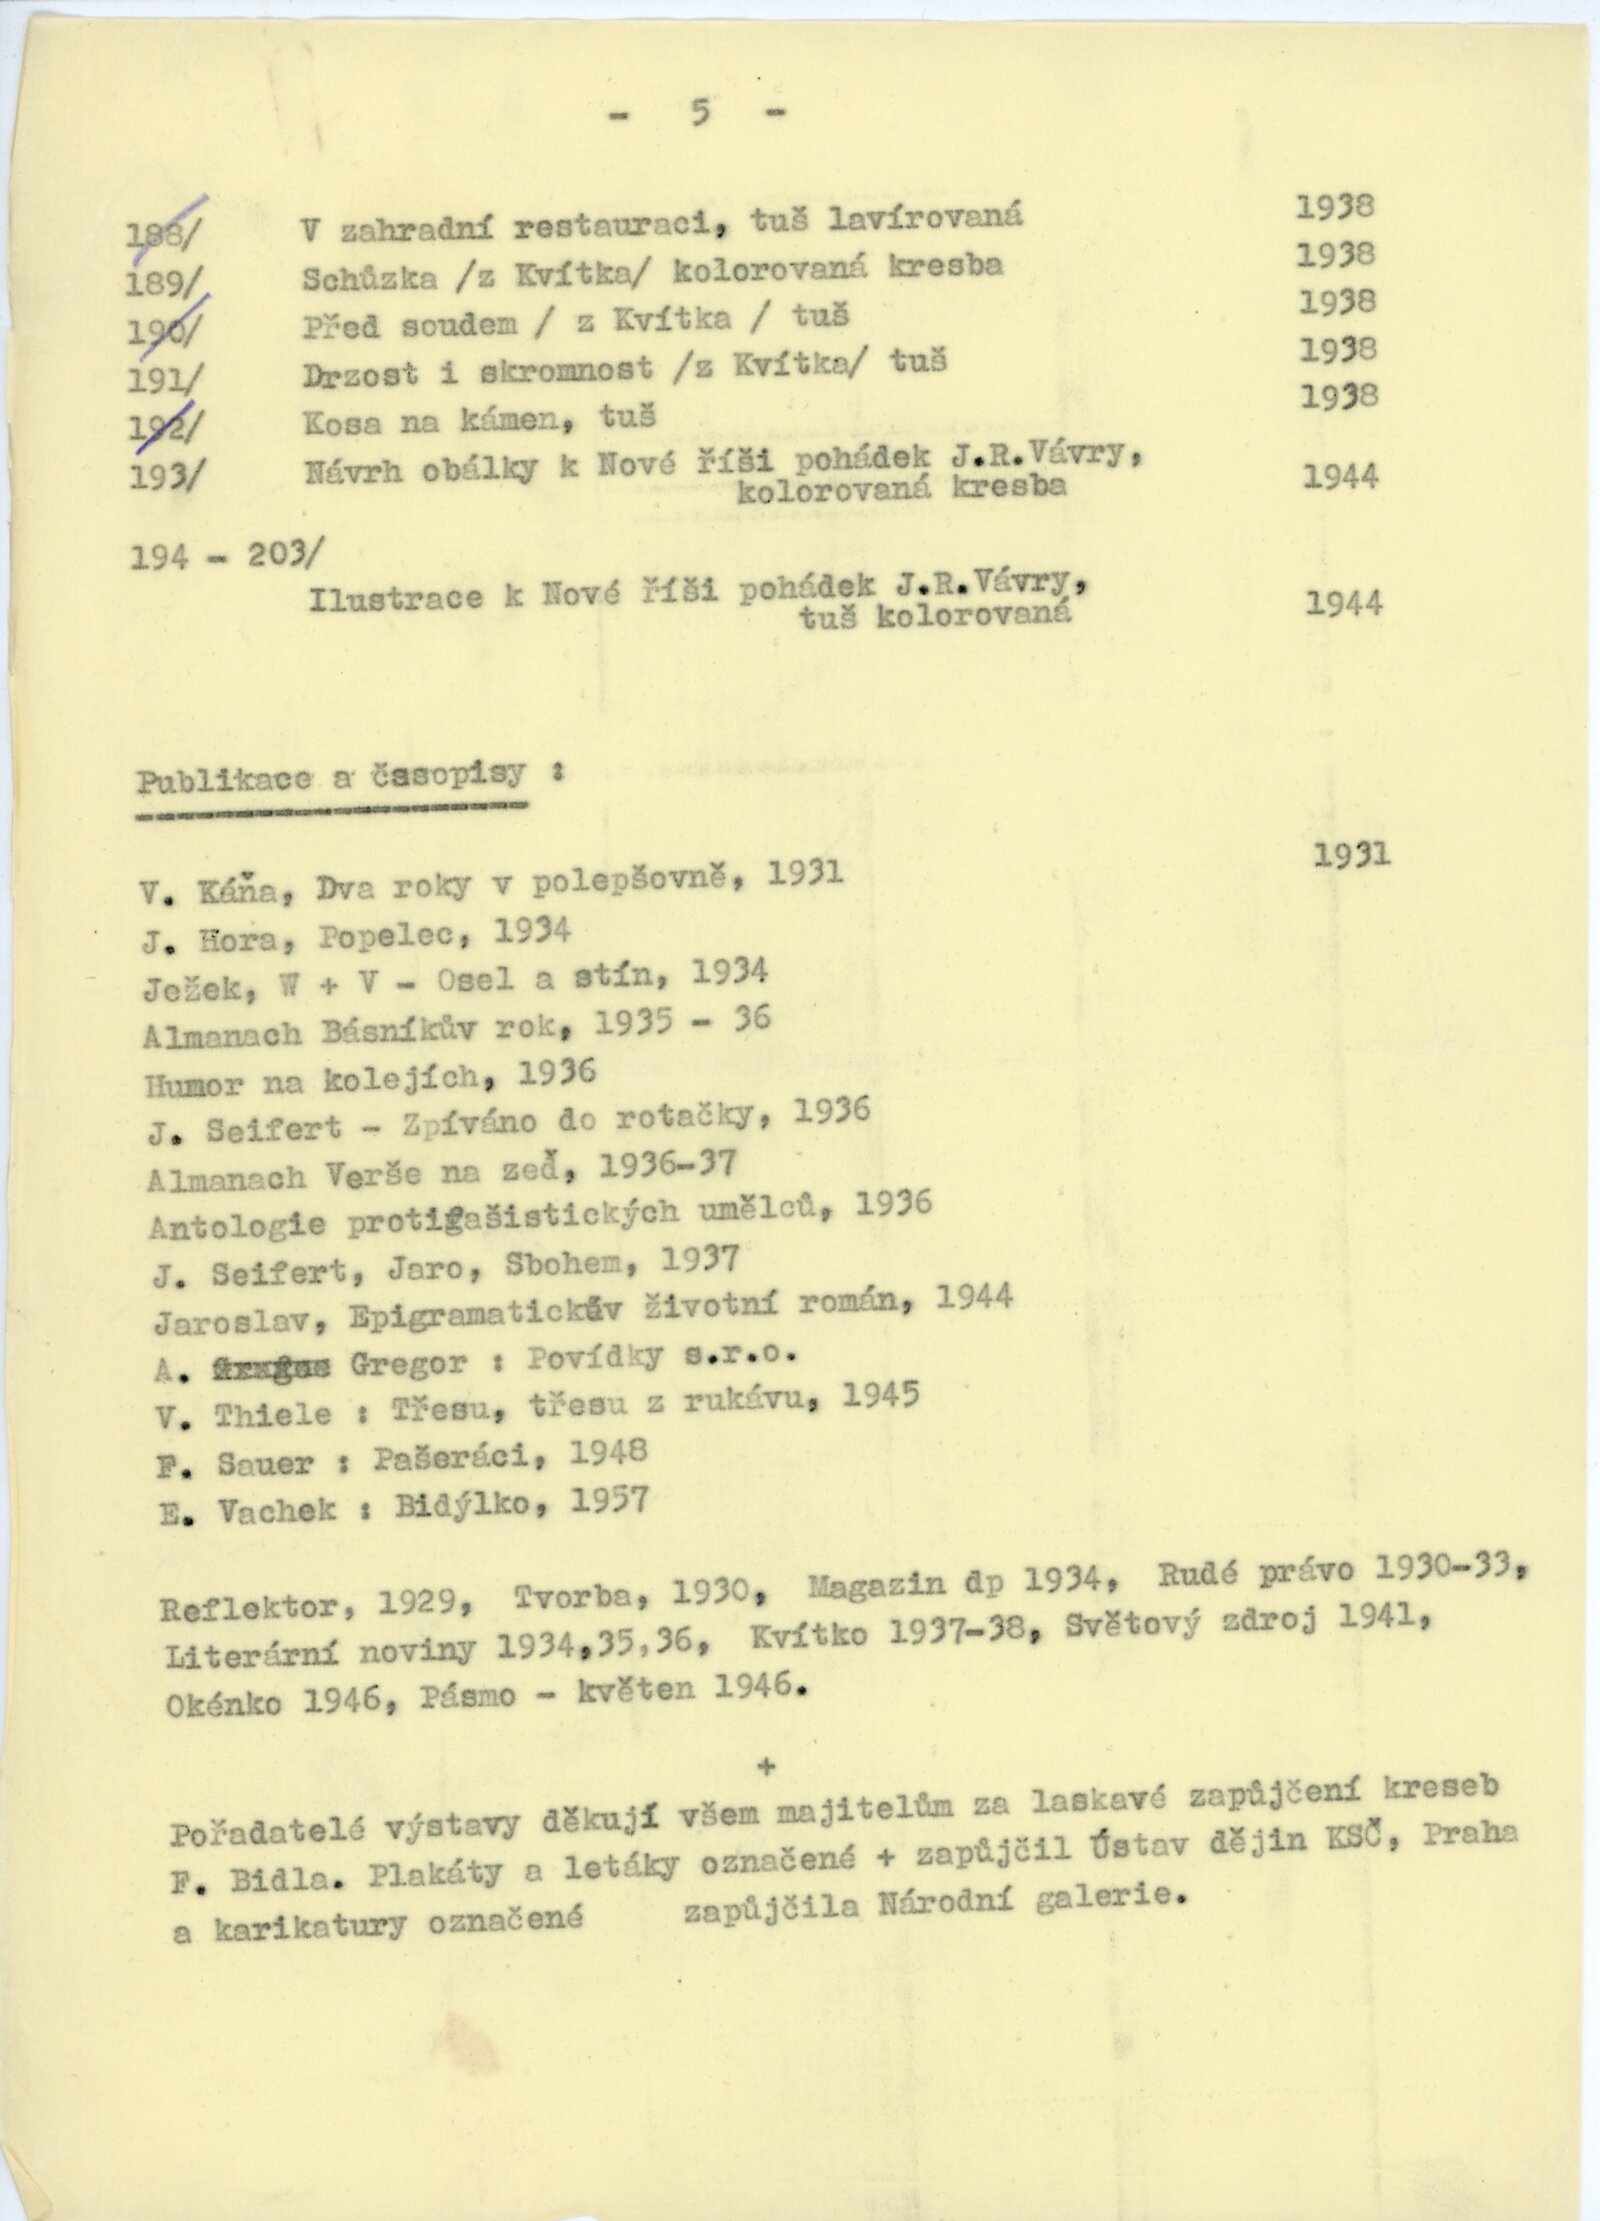 - 5 -
188/ V zahradní restauraci, tuš lavírovaná 1938
189/ Schůzka /z Kvítka/ kolorovaná kresba 1938
190/ Před soudem / z Kvítka / tuš 1938
191/ Drzost i skromnost /z Kvítka/ tuš 1938
192/ Kosa na kámen, tuš 1938
193/ Návrh obálky k Nové říši pohádek J.R.Vávry,
kolorovaná kresba 1944
194 - 203/
Ilustrace k Nové říši pohádek J.R.Vávry,
tuš kolorovaná 1944
Publikace a časopisy :
V. Káňa, Dva roky v polepšovně, 1931 1931
J. Hora, Popelec, 1934
Ježek, W + V - Osel a stín, 1934
Almanach Básníkův rok, 1935 - 36
Humor na kolejích, 1936
J. Seifert - Zpíváno do rotačky, 1936
Almanach Verše na zeď, 1936-37
Antologie protifašistických umělců, 1936
J. Seifert, Jaro, Sbohem, 1937
Jaroslav, Epigramatickův životní román, 1944
A. Gregor : Povídky s.r.o.
V. Thiele : Třesu, třesu z rukávu, 1945
F. Sauer : Pašeráci, 1948
E. Vachek : Bidýlko, 1957
Reflektor, 1929, Tvorba, 1930, Magazin dp 1934, Rudé právo 1930-33,
Literární noviny 1934,35,36, Kvítko 1937-38, Světový zdroj 1941,
Okénko 1946, Pásmo - květen 1946.
+
Pořadatelé výstavy děkují všem majitelům za laskavé zapůjčení kreseb
F. Bidla. Plakáty a letáky označené + zapůjčil Ústav dějin KSČ, Praha
a karikatury označené zapůjčila Národní galerie.